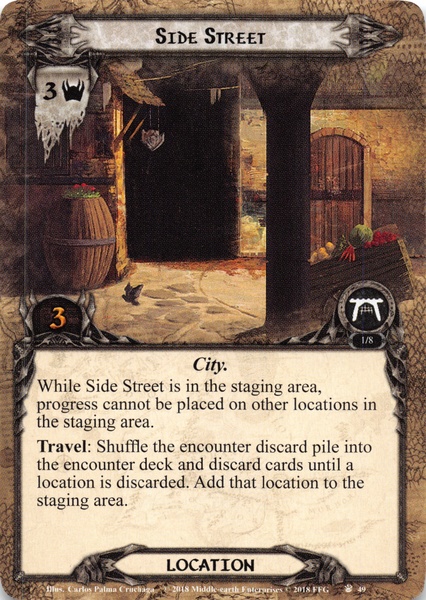 SIDE STREET
3
3
1/8
City.
While Side Street is in the staging area,
progress cannot be placed on other locations in
the staging area.
Travel: Shuffle the encounter discard pile into
the encounter deck and discard cards until a
location is discarded. Add that location to the
staging area.
LOCATION
Illus. Carlos Palma Cruchaga © 2018 Middle-earth Enterprises © 2018 FFG 49